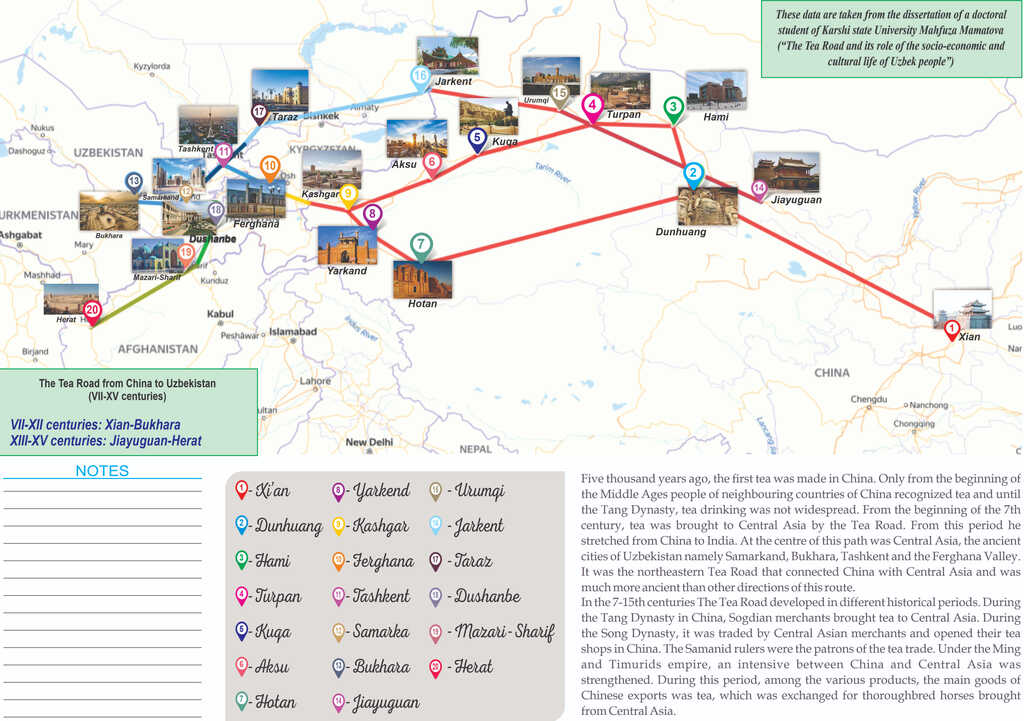 These data are taken from the dissertation of a doctoral
student of Karshi state University Mahfuza Mamatova
("The Tea Road and its role of the socio-economic and
cultural life of Uzbek people")
Kyzylorda
16
Jarkent
Urumqi
15
4
Turpan
3
Hami
17
Taraz
Almaty
Bishkek
Nukus
Dashoguz
UZBEKISTAN
Tashkent
11
KYRGYZSTAN
Aksu
6
5
Kuqa
Tarim River
2
Dunhuang
14
Jiayuguan
Yellow River
10
Osh
Ferghana
Kashgar
9
8
Yarkand
7
Hotan
13
Samarkand
12
Bukhara
18
Dushanbe
Mazari-Sharif
19
Kunduz
URKMENISTAN
Ashgabat
Mary
Mashhad
Herat
20
Kabul
Peshāwar
Islamabad
Indus River
AFGHANISTAN
Birjand
Lahore
New Delhi
NEPAL
1
Xian
CHINA
Chengdu
Nanchong
Chongqing
Lancang
The Tea Road from China to Uzbekistan
(VII-XV centuries)
VII-XII centuries: Xian-Bukhara
XIII-XV centuries: Jiayuguan-Herat
NOTES
1 - Xi'an
2 - Dunhuang
3 - Hami
4 - Turpan
5 - Kuqa
6 - Aksu
7 - Hotan
8 - Yarkend
9 - Kashgar
10 - Ferghana
11 - Tashkent
12 - Samarka
13 - Bukhara
14 - Jiayuguan
15 - Urumqi
16 - Jarkent
17 - Taraz
18 - Dushanbe
19 - Mazari-Sharif
20 - Herat
Five thousand years ago, the first tea was made in China. Only from the beginning of
the Middle Ages people of neighbouring countries of China recognized tea and until
the Tang Dynasty, tea drinking was not widespread. From the beginning of the 7th
century, tea was brought to Central Asia by the Tea Road. From this period he
stretched from China to India. At the centre of this path was Central Asia, the ancient
cities of Uzbekistan namely Samarkand, Bukhara, Tashkent and the Ferghana Valley.
It was the northeastern Tea Road that connected China with Central Asia and was
much more ancient than other directions of this route.
In the 7-15th centuries The Tea Road developed in different historical periods. During
the Tang Dynasty in China, Sogdian merchants brought tea to Central Asia. During
the Song Dynasty, it was traded by Central Asian merchants and opened their tea
shops in China. The Samanid rulers were the patrons of the tea trade. Under the Ming
and Timurids empire, an intensive between China and Central Asia was
strengthened. During this period, among the various products, the main goods of
Chinese exports was tea, which was exchanged for thoroughbred horses brought
from Central Asia.